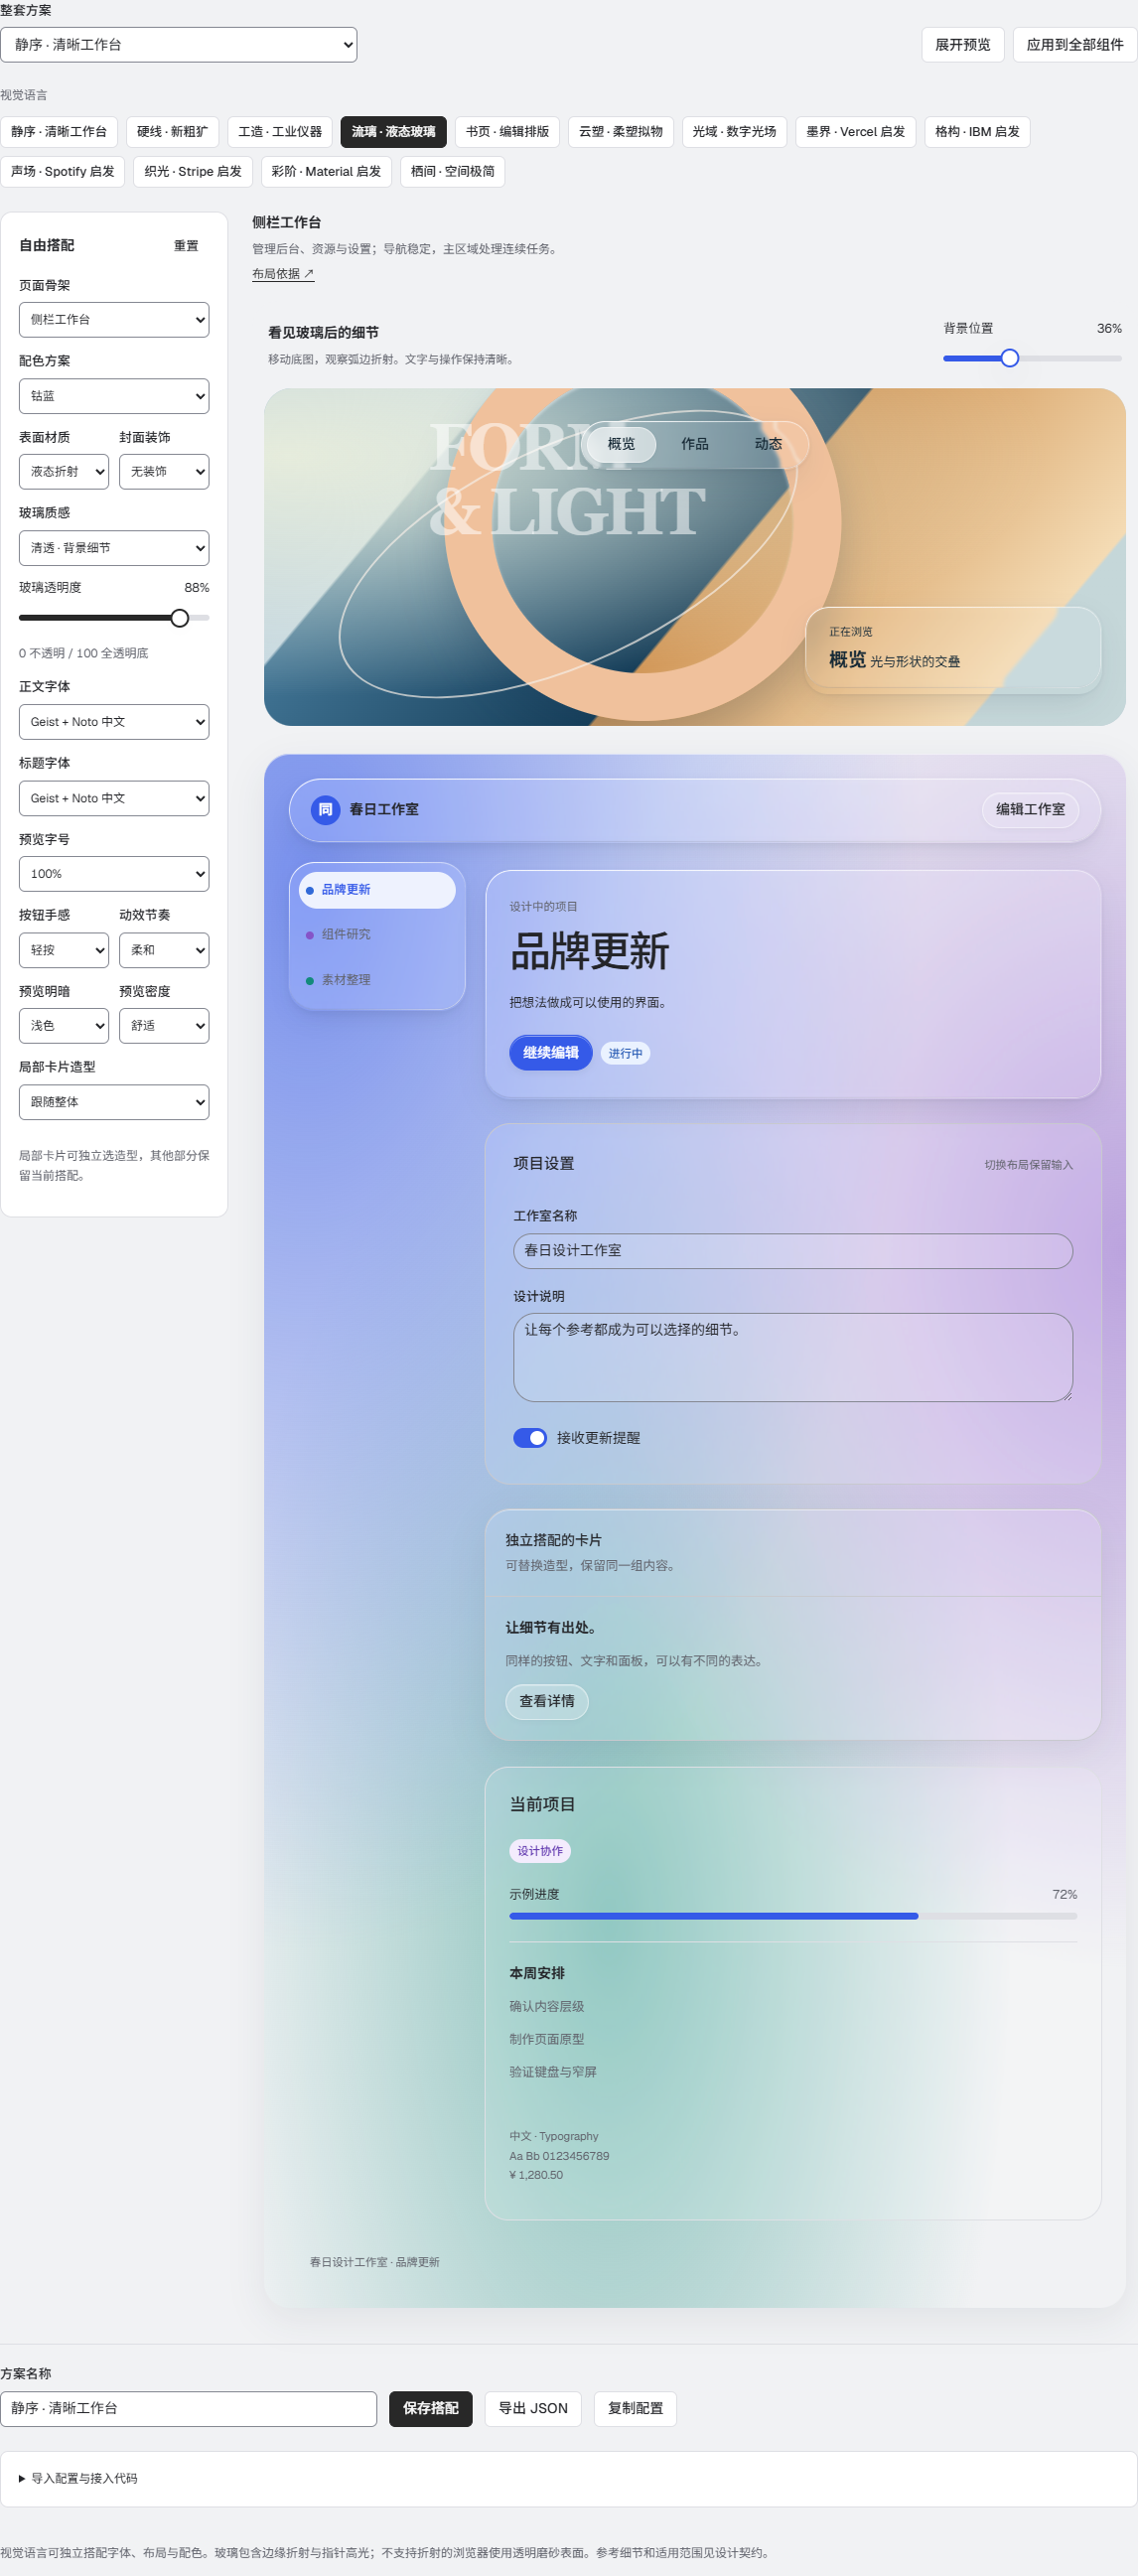 整套方案
静序 · 清晰工作台
展开预览
应用到全部组件
视觉语言
静序 · 清晰工作台
硬线 · 新粗犷
工造 · 工业仪器
流璃 · 液态玻璃
书页 · 编辑排版
云塑 · 柔塑拟物
光域 · 数字光场
墨界 · Vercel 启发
格构 · IBM 启发
声场 · Spotify 启发
织光 · Stripe 启发
彩阶 · Material 启发
栖间 · 空间极简
自由搭配
重置
页面骨架
侧栏工作台
配色方案
钴蓝
表面材质
封面装饰
液态折射
无装饰
玻璃质感
清透 · 背景细节
玻璃透明度
88%
0 不透明 / 100 全透明底
正文字体
Geist + Noto 中文
标题字体
Geist + Noto 中文
预览字号
100%
按钮手感
动效节奏
轻按
柔和
预览明暗
预览密度
浅色
舒适
局部卡片造型
跟随整体
局部卡片可独立选造型，其他部分保
留当前搭配。
侧栏工作台
管理后台、资源与设置；导航稳定，主区域处理连续任务。
布局依据 ↗
看见玻璃后的细节
移动底图，观察弧边折射。文字与操作保持清晰。
背景位置
36%
FORM
& LIGHT
概览
作品
动态
正在浏览
概览 光与形状的交叠
同
春日工作室
编辑工作室
品牌更新
组件研究
素材整理
设计中的项目
品牌更新
把想法做成可以使用的界面。
继续编辑
进行中
项目设置
切换布局保留输入
工作室名称
春日设计工作室
设计说明
让每个参考都成为可以选择的细节。
接收更新提醒
独立搭配的卡片
可替换造型，保留同一组内容。
让细节有出处。
同样的按钮、文字和面板，可以有不同的表达。
查看详情
当前项目
设计协作
示例进度
72%
本周安排
确认内容层级
制作页面原型
验证键盘与窄屏
中文 · Typography
Aa Bb 0123456789
¥ 1,280.50
春日设计工作室 · 品牌更新
方案名称
静序 · 清晰工作台
保存搭配
导出 JSON
复制配置
导入配置与接入代码
视觉语言可独立搭配字体、布局与配色。玻璃包含边缘折射与指针高光；不支持折射的浏览器使用透明磨砂表面。参考细节和适用范围见设计契约。